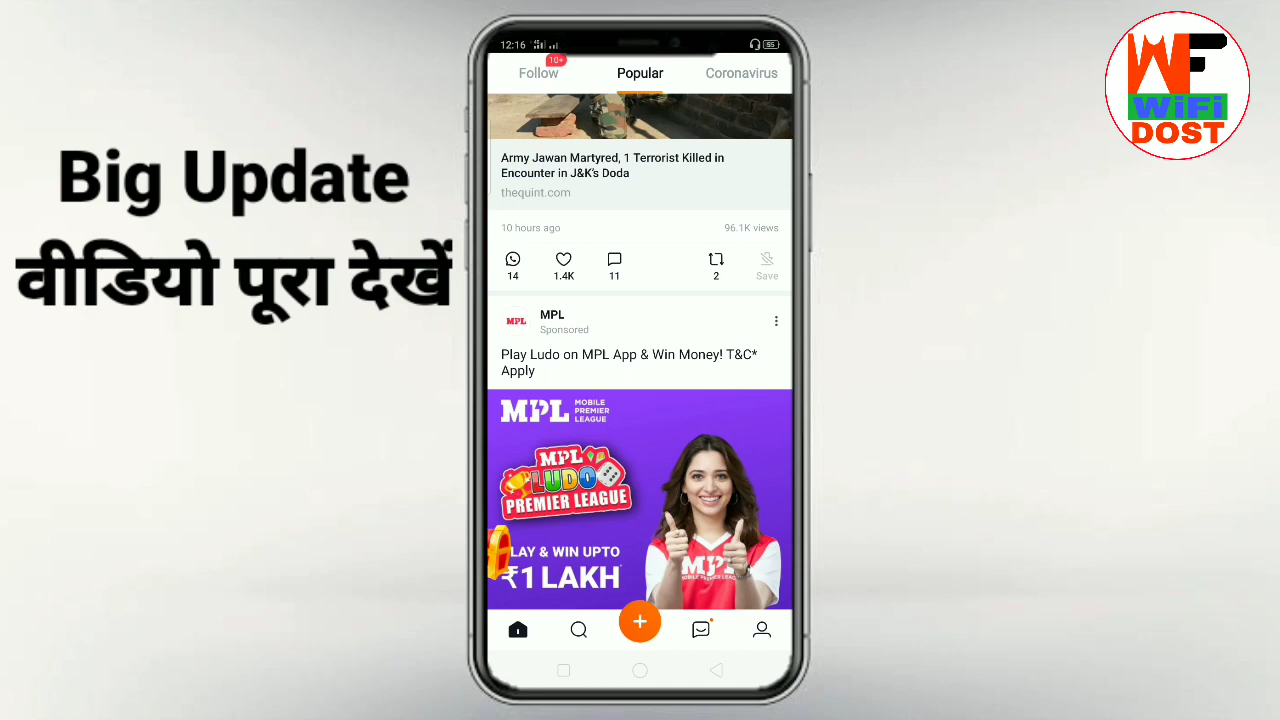 Big Update
वीडियो पूरा देखें
WF
WiFi
DOST
12:16
55
10+
Follow
Popular
Coronavirus
Army Jawan Martyred, 1 Terrorist Killed in
Encounter in J&K's Doda
thequint.com
10 hours ago
96.1K views
14
1.4K
11
2
Save
MPL
MPL
Sponsored
Play Ludo on MPL App & Win Money! T&C*
Apply
MPL
MOBILE
PREMIER
LEAGUE
MPL
LUDO
PREMIER LEAGUE
LAY & WIN UPTO
₹1 LAKH*
MPL
MOBILE PREMIER LEAG